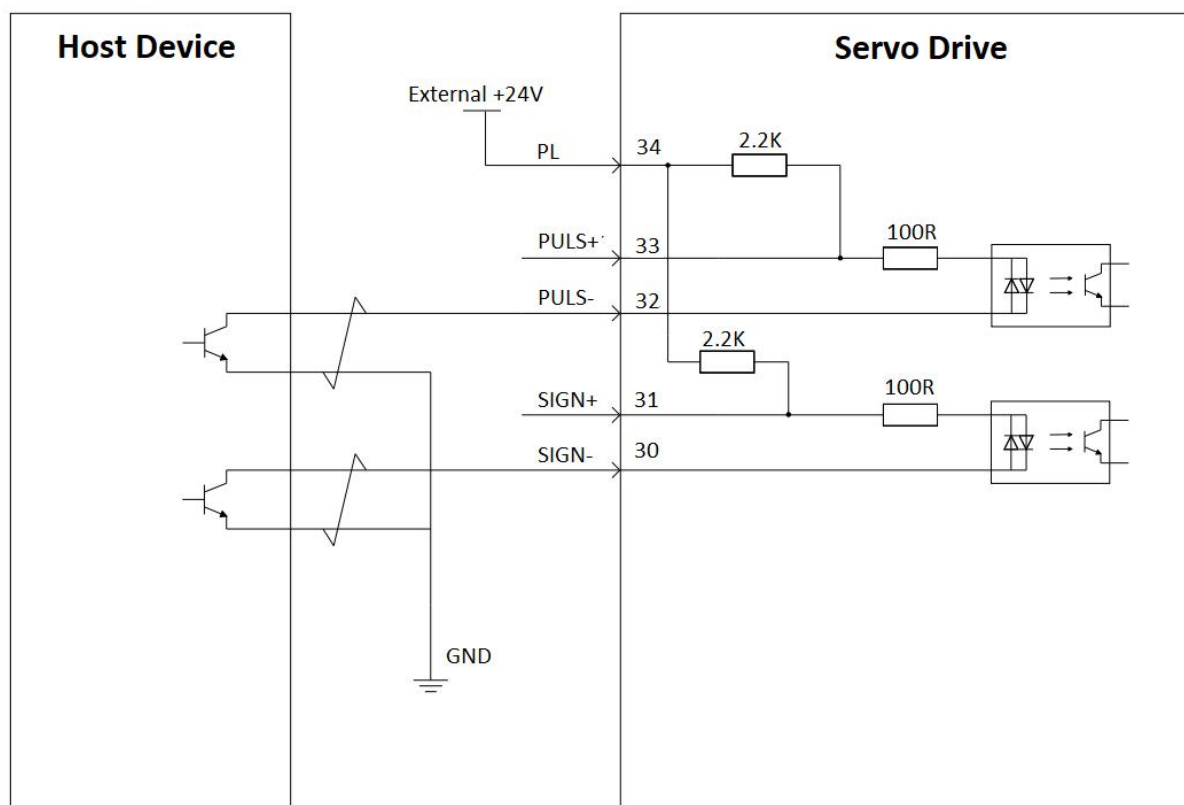 Host Device
Servo Drive
External +24V
PL
34
2.2K
PULS+
33
100R
PULS-
32
2.2K
SIGN+
31
100R
SIGN-
30
GND